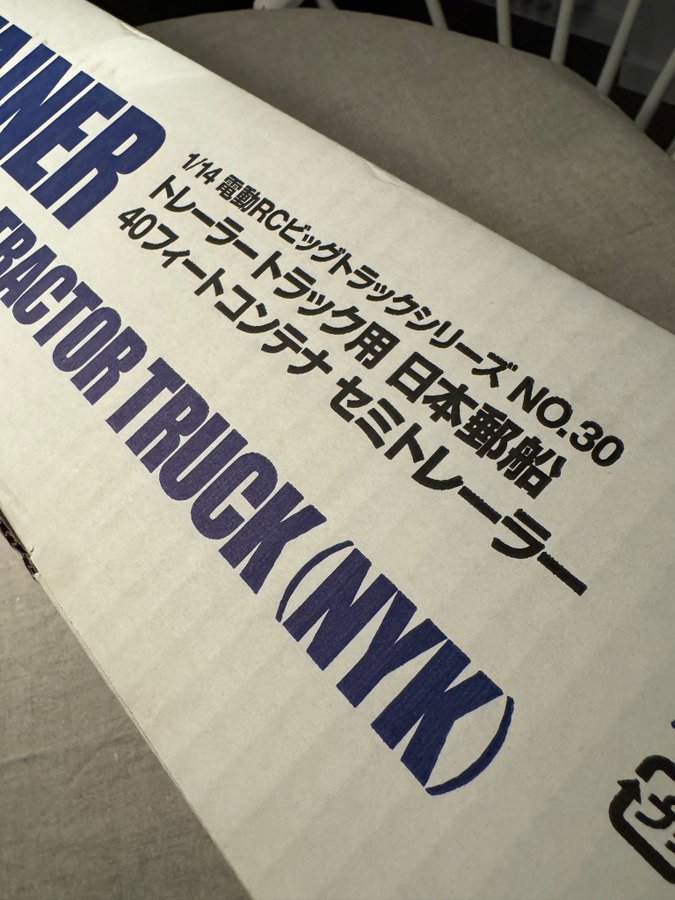 AINER
TRACTOR TRUCK (NYK)
1/14 電動RCビッグトラックシリーズ NO.30
トレーラートラック用 日本郵船
40フィートコンテナ セミトレーラー